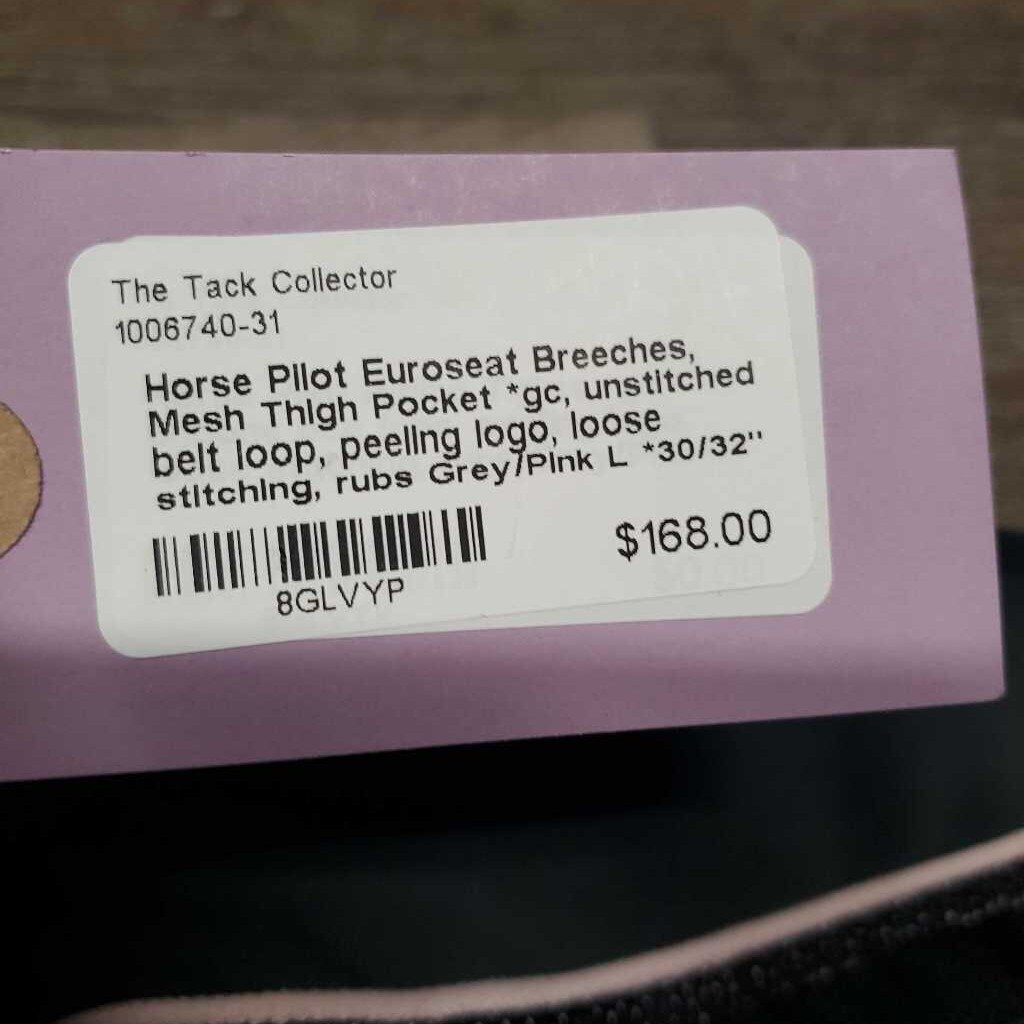 The Tack Collector
1006740-31
Horse Pilot Euroseat Breeches,
Mesh Thigh Pocket *gc, unstitched
belt loop, peeling logo, loose
stitching, rubs Grey/Pink L *30/32"
8GLVYP
$168.00